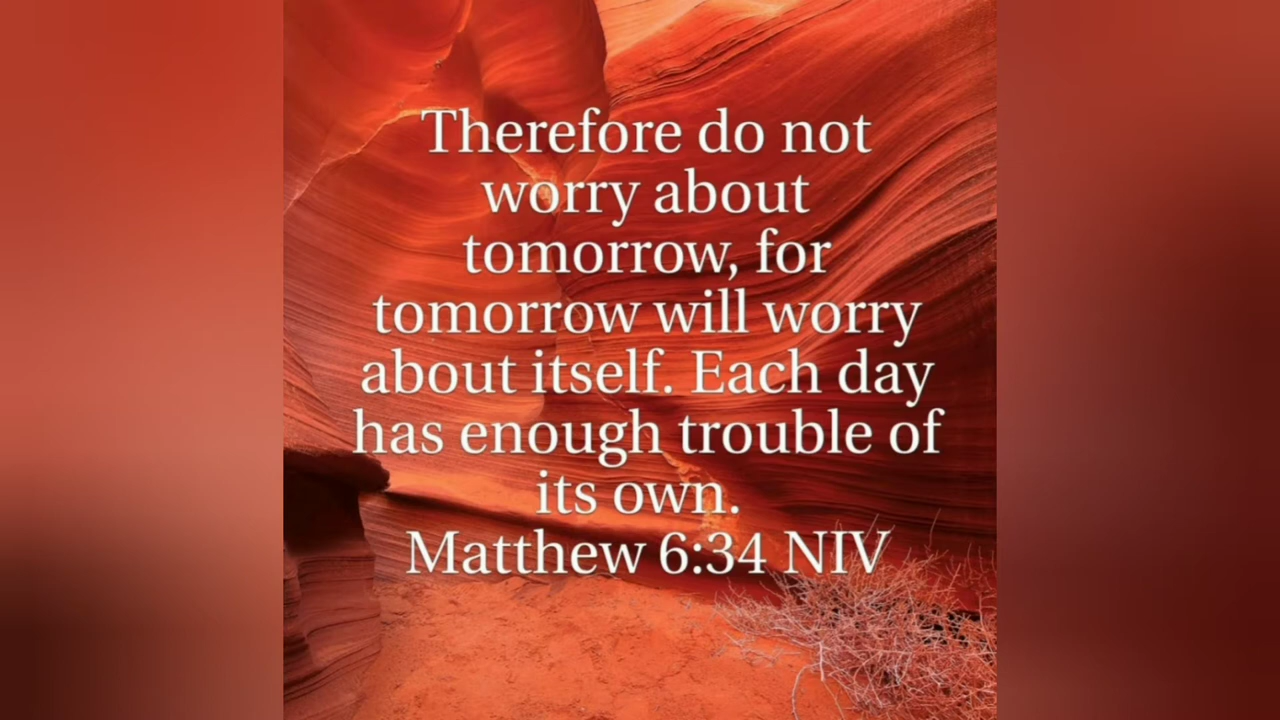 Therefore do not
worry about
tomorrow, for
tomorrow will worry
about itself. Each day
has enough trouble of
its own.
Matthew 6:34 NIV